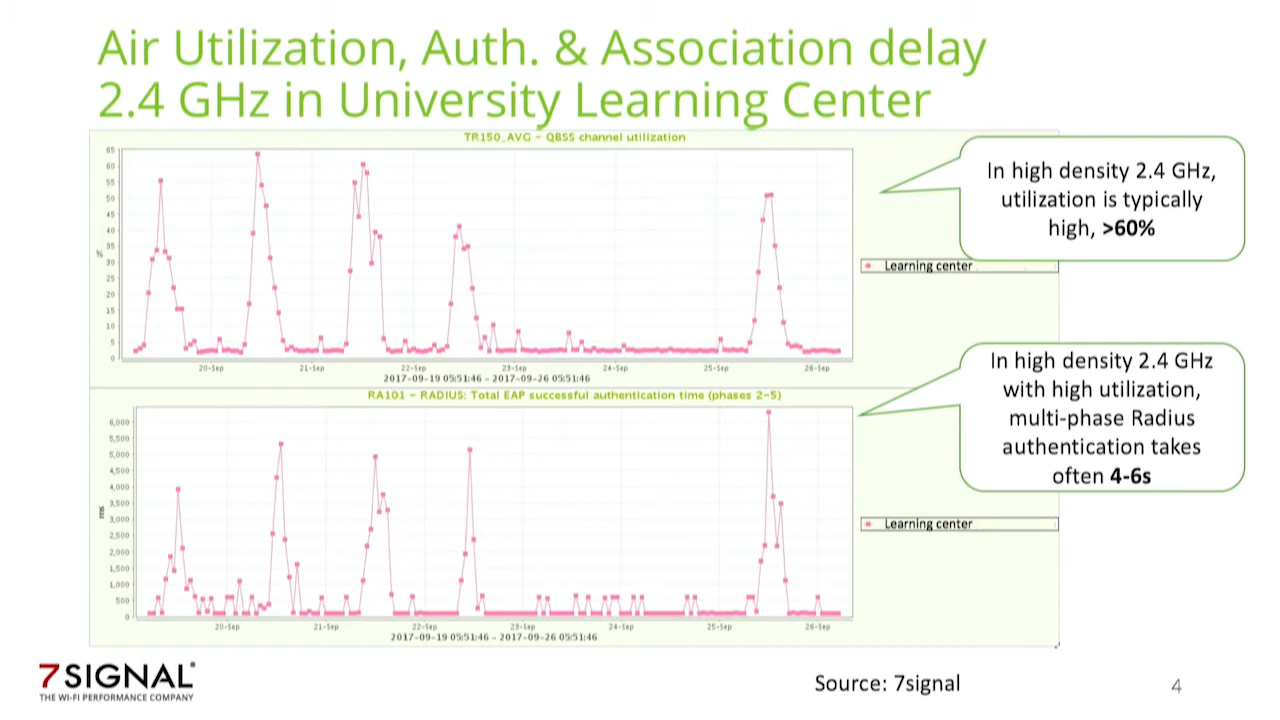 Air Utilization, Auth. & Association delay
2.4 GHz in University Learning Center
TR150_AVG - QBSS channel utilization
65
60
55
50
45
40
35
30
25
20
15
10
5
0
%
20-Sep 21-Sep 22-Sep 23-Sep 24-Sep 25-Sep 26-Sep
2017-09-19 05:51:46 - 2017-09-26 05:51:46
Learning center
In high density 2.4 GHz,
utilization is typically
high, >60%
RA101 - RADIUS: Total EAP successful authentication time (phases 2-5)
6,000
5,500
5,000
4,500
4,000
3,500
3,000
2,500
2,000
1,500
1,000
500
0
ms
20-Sep 21-Sep 22-Sep 23-Sep 24-Sep 25-Sep 26-Sep
2017-09-19 05:51:46 - 2017-09-26 05:51:46
Learning center
In high density 2.4 GHz
with high utilization,
multi-phase Radius
authentication takes
often 4-6s
7SIGNAL®
THE WI-FI PERFORMANCE COMPANY
Source: 7signal
4